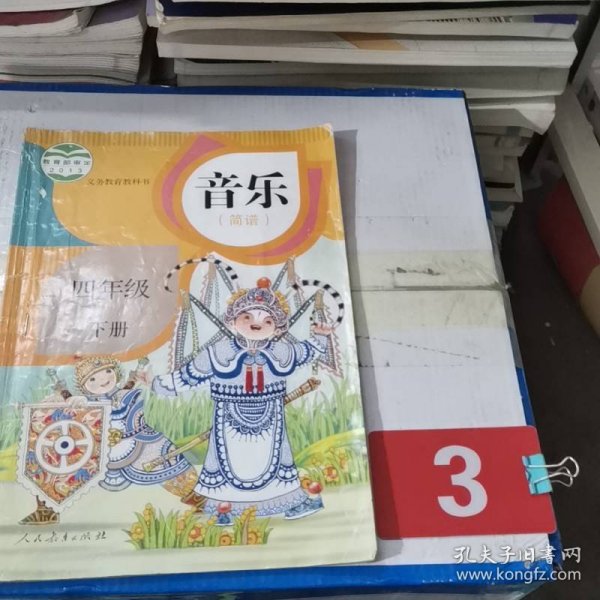 教育部审定
2013
义务教育教科书
音乐
(简谱)
四年级
下册
人民教育出版社
3
孔夫子旧书网
www.kongfz.com